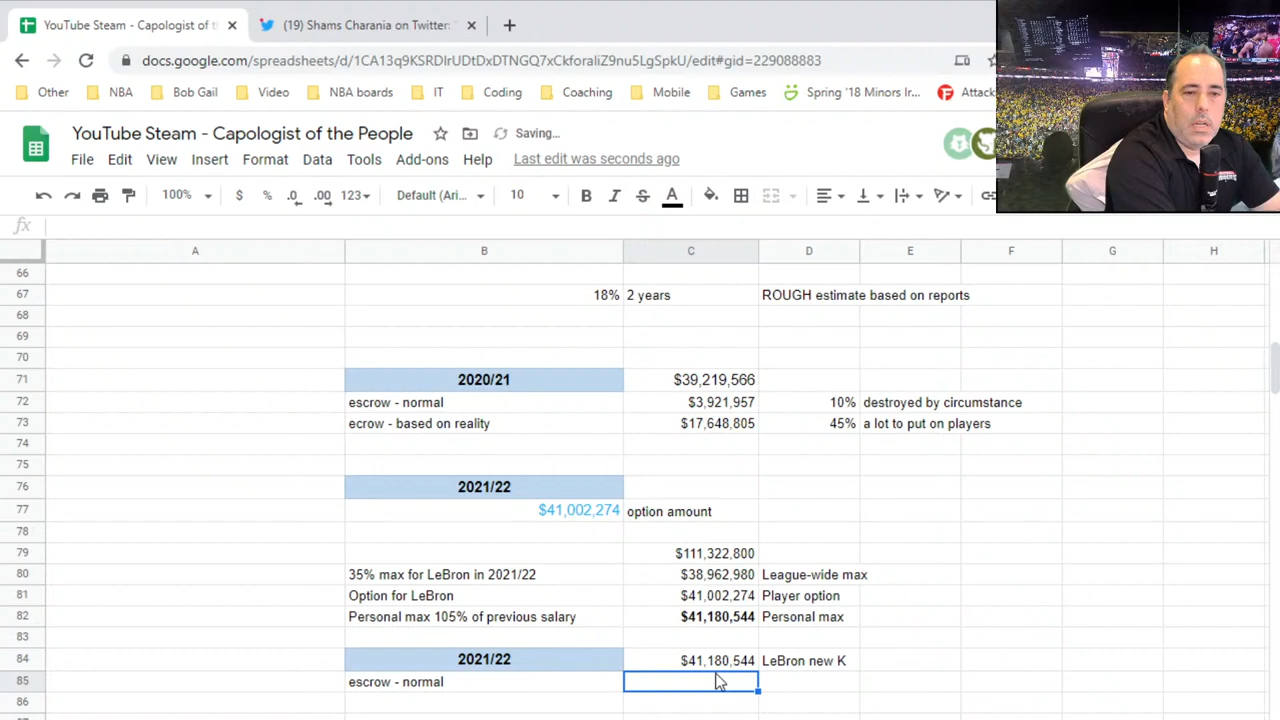 YouTube Steam - Capologist of th
(19) Shams Charania on Twitter:
docs.google.com/spreadsheets/d/1CA13q9KSRDIrUDtDxDTNGQ7xCkforaliZ9nu5LgSpkU/edit#gid=229088883
Other NBA Bob Gail Video NBA boards IT Coding Coaching Mobile Games Spring '18 Minors Ir... Attack
YouTube Steam - Capologist of the People Saving...
File Edit View Insert Format Data Tools Add-ons Help Last edit was seconds ago
100% $ % .0 .00 123 Default (Ari... 10 B I S A
fx
A B C D E F G H
66
67 18% 2 years ROUGH estimate based on reports
68
69
70
71 2020/21 $39,219,566
72 escrow - normal $3,921,957 10% destroyed by circumstance
73 ecrow - based on reality $17,648,805 45% a lot to put on players
74
75
76 2021/22
77 $41,002,274 option amount
78
79 $111,322,800
80 35% max for LeBron in 2021/22 $38,962,980 League-wide max
81 Option for LeBron $41,002,274 Player option
82 Personal max 105% of previous salary $41,180,544 Personal max
83
84 2021/22 $41,180,544 LeBron new K
85 escrow - normal
86